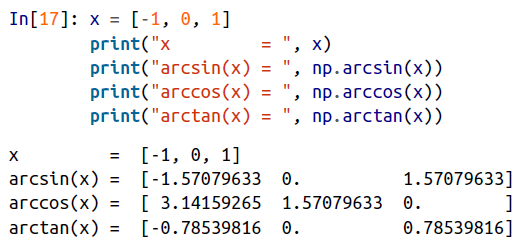 In[17]: x = [-1, 0, 1]
        print("x         = ", x)
        print("arcsin(x) = ", np.arcsin(x))
        print("arccos(x) = ", np.arccos(x))
        print("arctan(x) = ", np.arctan(x))
x         =  [-1, 0, 1]
arcsin(x) =  [-1.57079633  0.          1.57079633]
arccos(x) =  [ 3.14159265  1.57079633  0.        ]
arctan(x) =  [-0.78539816  0.          0.78539816]